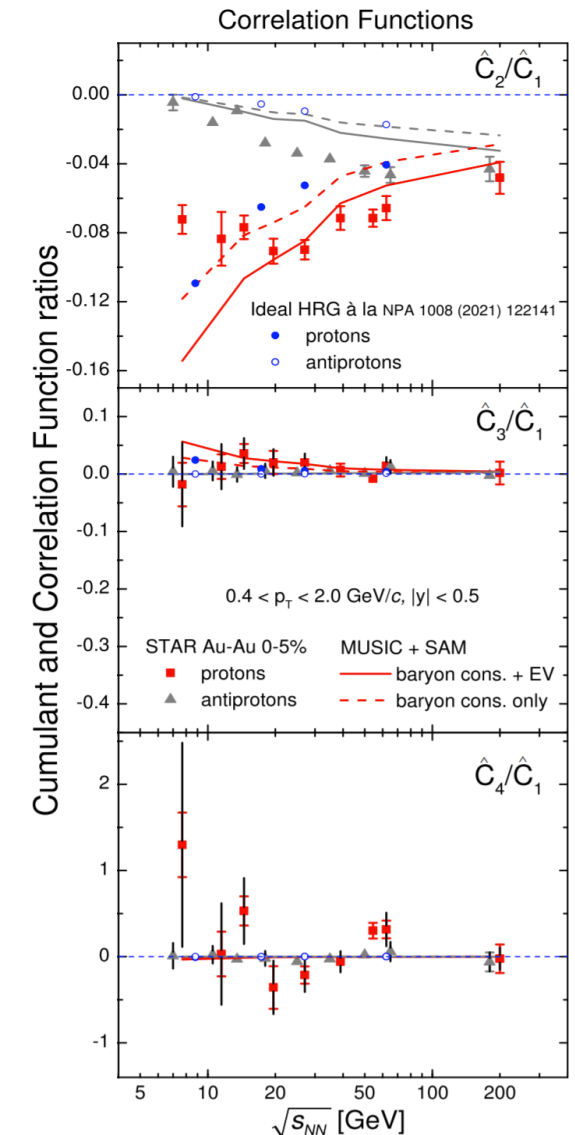 Correlation Functions
Cumulant and Correlation Function ratios
Ĉ₂/Ĉ₁
0.00
-0.04
-0.08
-0.12
-0.16
Ideal HRG à la NPA 1008 (2021) 122141
protons
antiprotons
Ĉ₃/Ĉ₁
0.1
0.0
-0.1
-0.2
-0.3
-0.4
0.4 < p_T < 2.0 GeV/c, |y| < 0.5
STAR Au-Au 0-5% MUSIC + SAM
protons baryon cons. + EV
antiprotons baryon cons. only
Ĉ₄/Ĉ₁
2
1
0
-1
5 10 50 100 200
√s_NN [GeV]